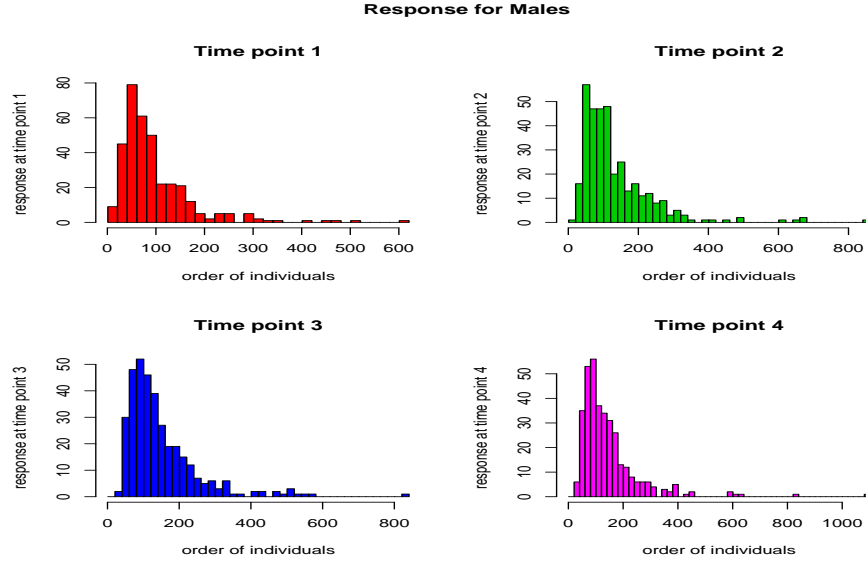 Response for Males
Time point 1
response at time point 1
0 20 40 60 80
0 100 200 300 400 500 600
order of individuals
Time point 2
response at time point 2
0 10 20 30 40 50
0 200 400 600 800
order of individuals
Time point 3
response at time point 3
0 10 20 30 40 50
0 200 400 600 800
order of individuals
Time point 4
response at time point 4
0 10 20 30 40 50
0 200 400 600 800 1000
order of individuals